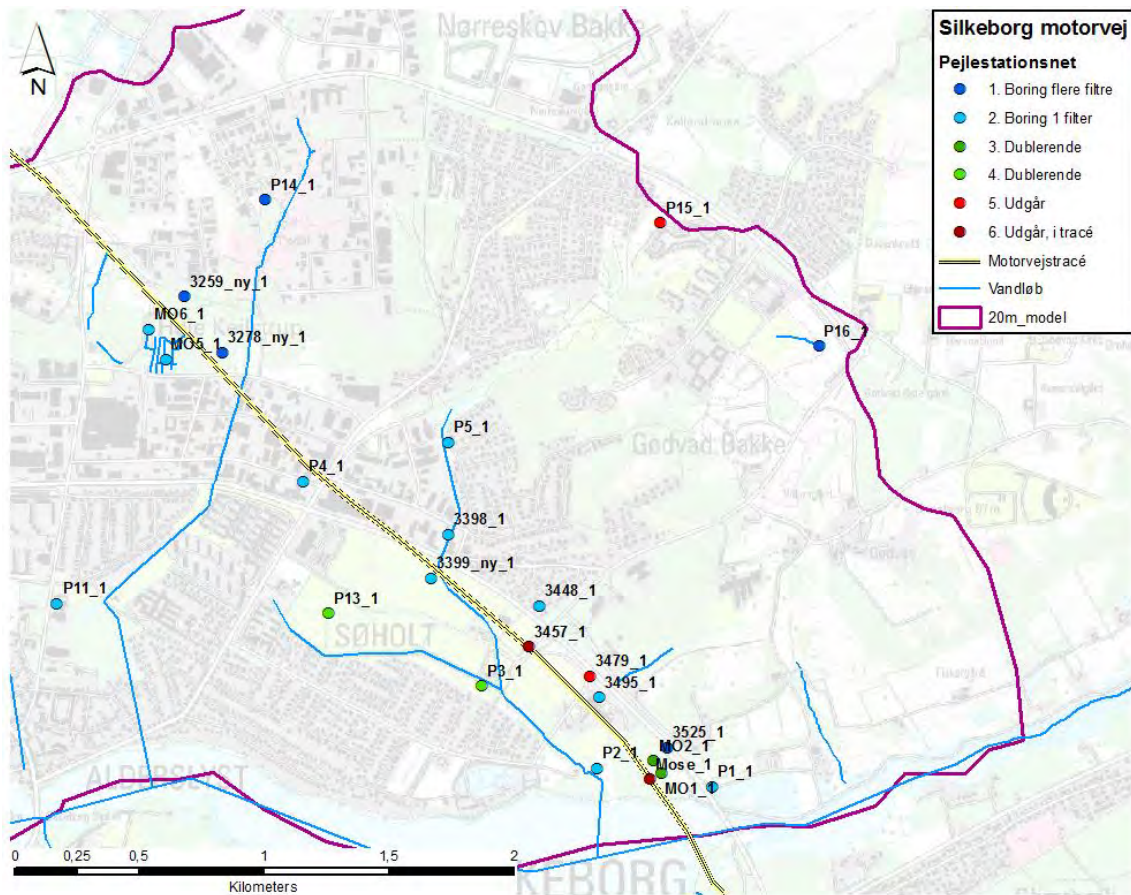 Silkeborg motorvej
Pejlestationsnet
1. Boring flere filtre
2. Boring 1 filter
3. Dublerende
4. Dublerende
5. Udgår
6. Udgår, i tracé
Motorvejstracé
Vandløb
20m_model
N
Nørreskov Bakke
P14_1
P15_1
3259_ny_1
MO6_1
3278_ny_1
MO5_1
P16_1
P5_1
Godvad Bakke
P4_1
3398_1
3399_ny_1
P11_1
P13_1
3448_1
SØHOLT
3457_1
P3_1
3479_1
3495_1
3525_1
MO2_1
P2_1
Mose_1
MO1_1
P1_1
ALDERSLYST
0 0,25 0,5 1 1,5 2
Kilometers
KEBORG